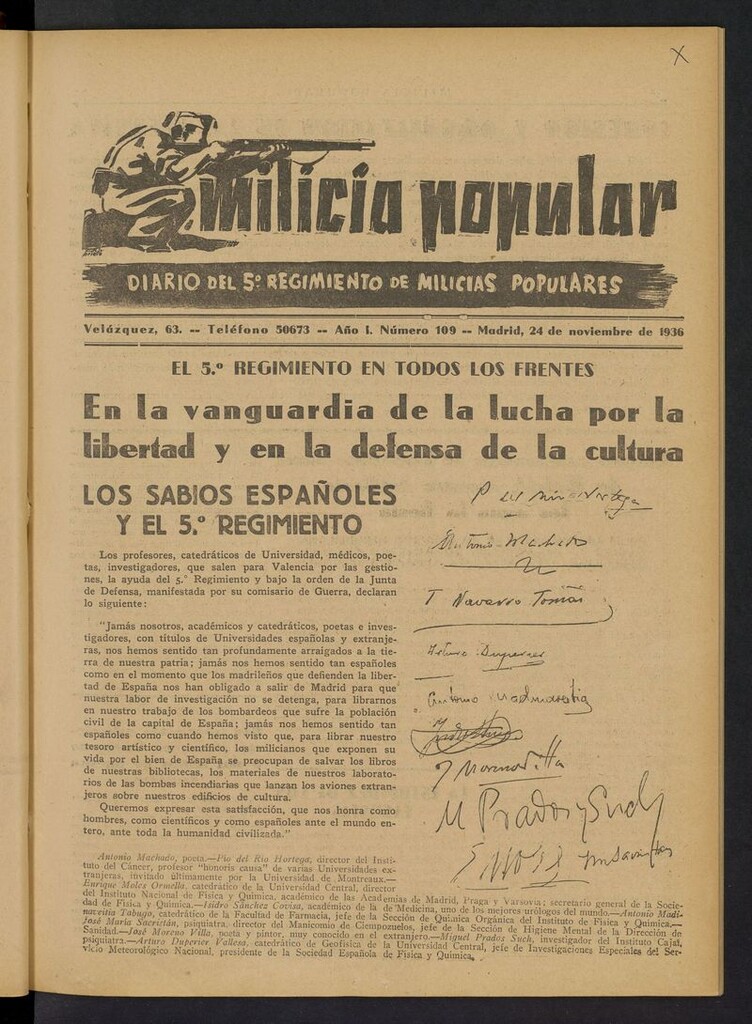 X
milicia popular
DIARIO DEL 5º REGIMIENTO DE MILICIAS POPULARES
Velázquez, 63. -- Teléfono 50673 -- Año I. Número 109 -- Madrid, 24 de noviembre de 1936
EL 5.º REGIMIENTO EN TODOS LOS FRENTES
En la vanguardia de la lucha por la
libertad y en la defensa de la cultura
LOS SABIOS ESPAÑOLES
Y EL 5.º REGIMIENTO
Los profesores, catedráticos de Universidad, médicos, poe-
tas, investigadores, que salen para Valencia por las gestio-
nes, la ayuda del 5.º Regimiento y bajo la orden de la Junta
de Defensa, manifestada por su comisario de Guerra, declaran
lo siguiente:
"Jamás nosotros, académicos y catedráticos, poetas e inves-
tigadores, con títulos de Universidades españolas y extranje-
ras, nos hemos sentido tan profundamente arraigados a la tie-
rra de nuestra patria; jamás nos hemos sentido tan españoles
como en el momento que los madrileños que defienden la liber-
tad de España nos han obligado a salir de Madrid para que
nuestra labor de investigación no se detenga, para librarnos
en nuestro trabajo de los bombardeos que sufre la población
civil de la capital de España; jamás nos hemos sentido tan
españoles como cuando hemos visto que, para librar nuestro
tesoro artístico y científico, los milicianos que exponen su
vida por el bien de España se preocupan de salvar los libros
de nuestras bibliotecas, los materiales de nuestros laborato-
rios de las bombas incendiarias que lanzan los aviones extran-
jeros sobre nuestros edificios de cultura.
Queremos expresar esta satisfacción, que nos honra como
hombres, como científicos y como españoles ante el mundo en-
tero, ante toda la humanidad civilizada."
P del Rio Hortega
Antonio Machado
T Navarro Tomás
Arturo Duperier
Antonio Madinaveitia
J Moreno Villa
M Prados y Such
Antonio Machado, poeta.—Pío del Río Hortega, director del Insti-
tuto del Cáncer, profesor "honoris causa" de varias Universidades ex-
tranjeras, invitado últimamente por la Universidad de Montreaux.—
Enrique Moles Ormella, catedrático de la Universidad Central, director
del Instituto Nacional de Física y Química, académico de las Academias de Madrid, Praga y Varsovia; secretario general de la Socie-
dad de Física y Química.—Isidro Sánchez Covisa, académico de la de Medicina, uno de los mejores urólogos del mundo.—Antonio Madi-
naveitia Tabuyo, catedrático de la Facultad de Farmacia, jefe de la Sección de Química Orgánica del Instituto de Física y Química.—
José María Sacristán, psiquiatra, director del Manicomio de Ciempozuelos, jefe de la Sección de Higiene Mental de la Dirección de
Sanidad.—José Moreno Villa, poeta y pintor, muy conocido en el extranjero.—Miguel Prados Such, investigador del Instituto Cajal,
psiquiatra.—Arturo Duperier Vallesa, catedrático de Geofísica de la Universidad Central, jefe de Investigaciones Especiales del Ser-
vicio Meteorológico Nacional, presidente de la Sociedad Española de Física y Química.